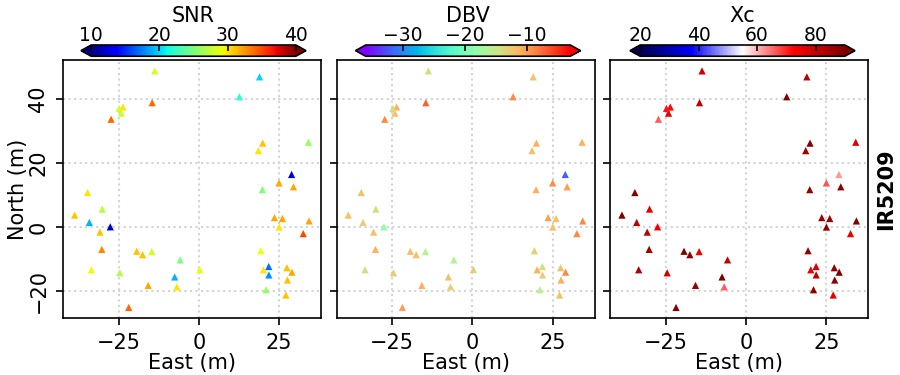 SNR DBV Xc
10 20 30 40 −30 −20 −10 20 40 60 80
North (m)
40
20
0
−20
−25 0 25 −25 0 25 −25 0 25
East (m) East (m) East (m)
IR5209